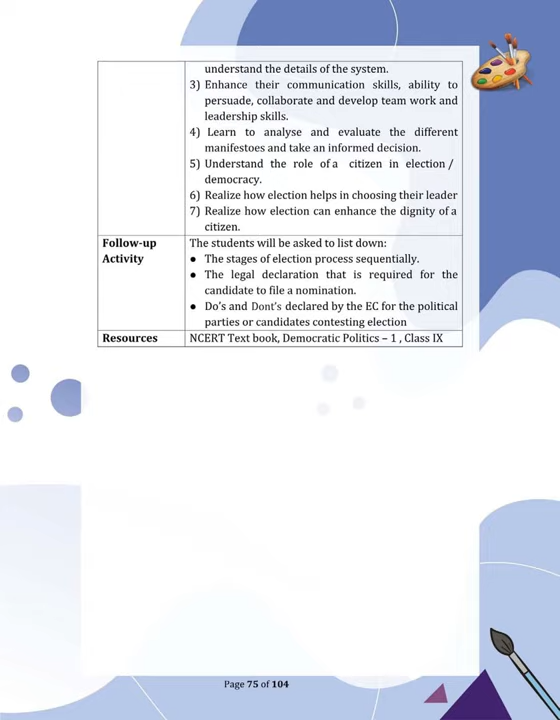 understand the details of the system.
3) Enhance their communication skills, ability to
persuade, collaborate and develop team work and
leadership skills.
4) Learn to analyse and evaluate the different
manifestoes and take an informed decision.
5) Understand the role of a citizen in election /
democracy.
6) Realize how election helps in choosing their leader
7) Realize how election can enhance the dignity of a
citizen.
Follow-up
Activity
The students will be asked to list down:
● The stages of election process sequentially.
● The legal declaration that is required for the
candidate to file a nomination.
● Do's and Dont's declared by the EC for the political
parties or candidates contesting election
Resources
NCERT Text book, Democratic Politics – 1 , Class IX
Page 75 of 104